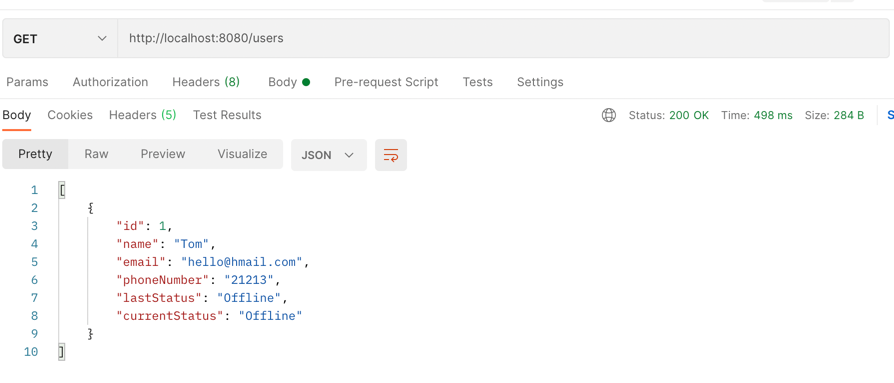 GET http://localhost:8080/users
Params Authorization Headers (8) Body Pre-request Script Tests Settings
Body Cookies Headers (5) Test Results Status: 200 OK Time: 498 ms Size: 284 B S
Pretty Raw Preview Visualize JSON
1 [
2 {
3 "id": 1,
4 "name": "Tom",
5 "email": "hello@hmail.com",
6 "phoneNumber": "21213",
7 "lastStatus": "Offline",
8 "currentStatus": "Offline"
9 }
10 ]